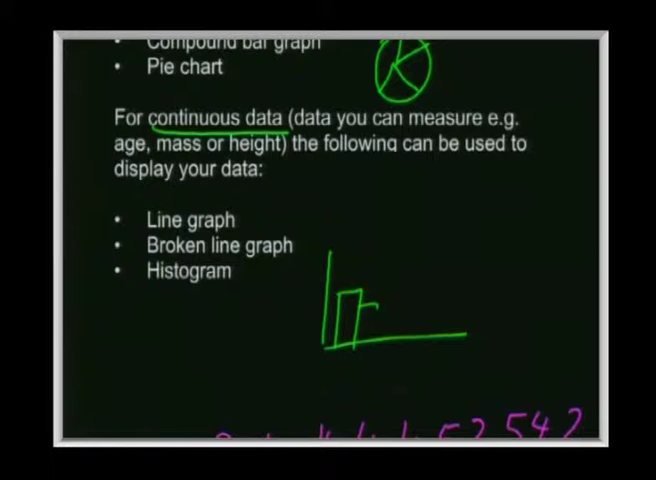 • Compound bar graph
• Pie chart
For continuous data (data you can measure e.g.
age, mass or height) the following can be used to
display your data:
• Line graph
• Broken line graph
• Histogram